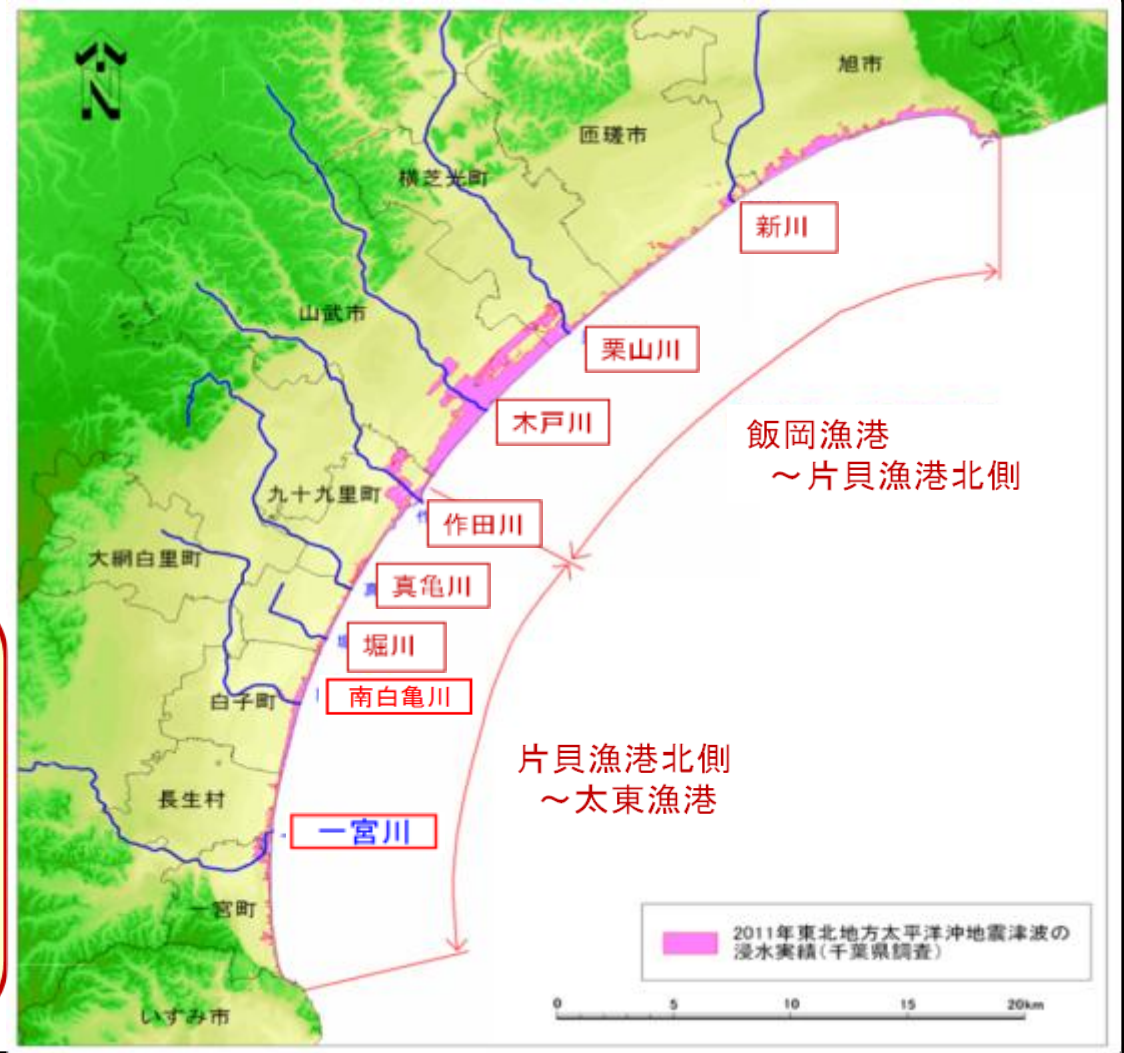 N
旭市
匝瑳市
横芝光町
新川
山武市
栗山川
木戸川
飯岡漁港
～片貝漁港北側
九十九里町
作田川
大網白里町
真亀川
堀川
南白亀川
白子町
片貝漁港北側
～太東漁港
長生村
一宮川
一宮町
2011年東北地方太平洋沖地震津波の
浸水実績(千葉県調査)
いすみ市
0 5 10 15 20km